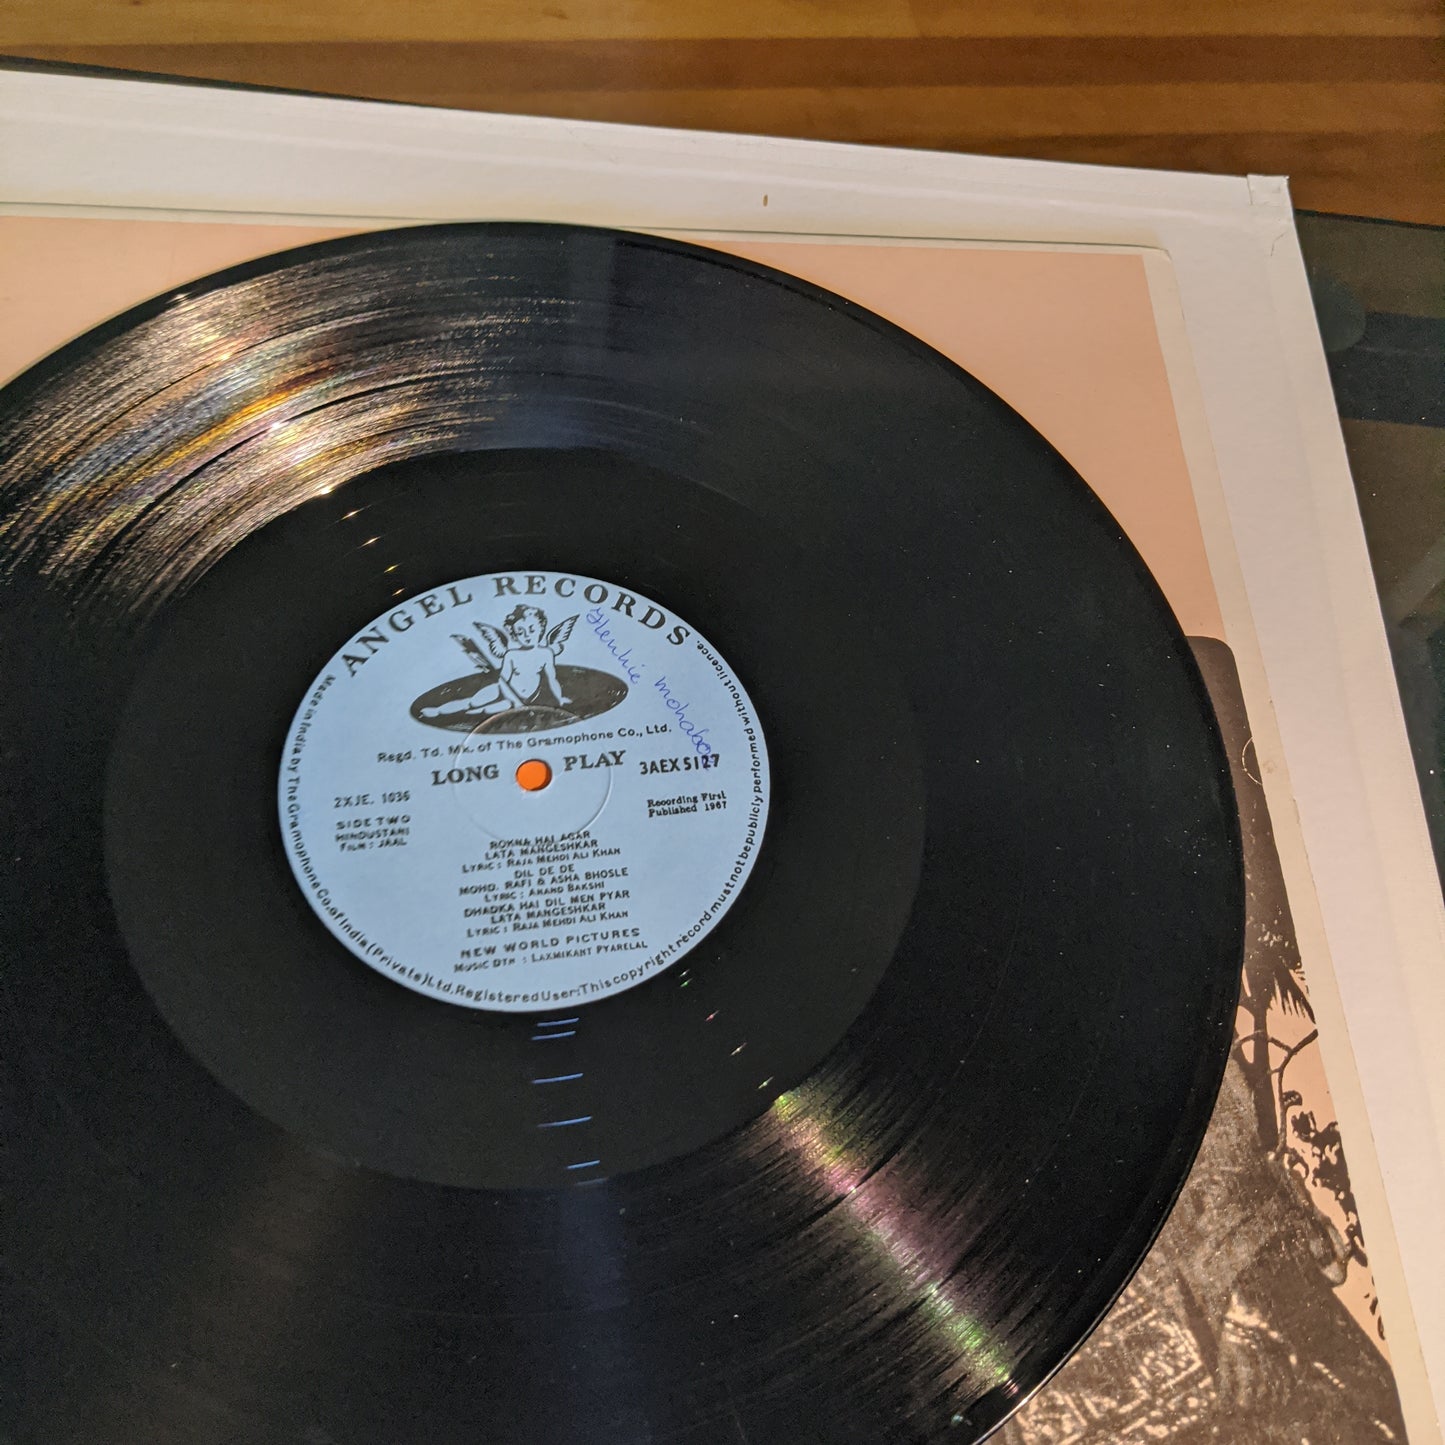 ANGEL RECORDS
Regd. Td. Mk. of The Gramophone Co., Ltd.
LONG PLAY
3AEX 5127
2XJE. 1036
Recording First
Published 1967
SIDE TWO
HINDUSTANI
FILM : JAAL
ROKNA HAI AGAR
LATA MANGESHKAR
LYRIC : RAJA MEHDI ALI KHAN
DIL DE DE
MOHD. RAFI & ASHA BHOSLE
LYRIC : ANAND BAKSHI
DHADKA HAI DIL MEN PYAR
LATA MANGESHKAR
LYRIC : RAJA MEHDI ALI KHAN
NEW WORLD PICTURES
MUSIC DTN : LAXMIKANT PYARELAL
Made in India by The Gramophone Co. of India (Private) Ltd, Registered User: This copyright record must not be publicly performed without licence.